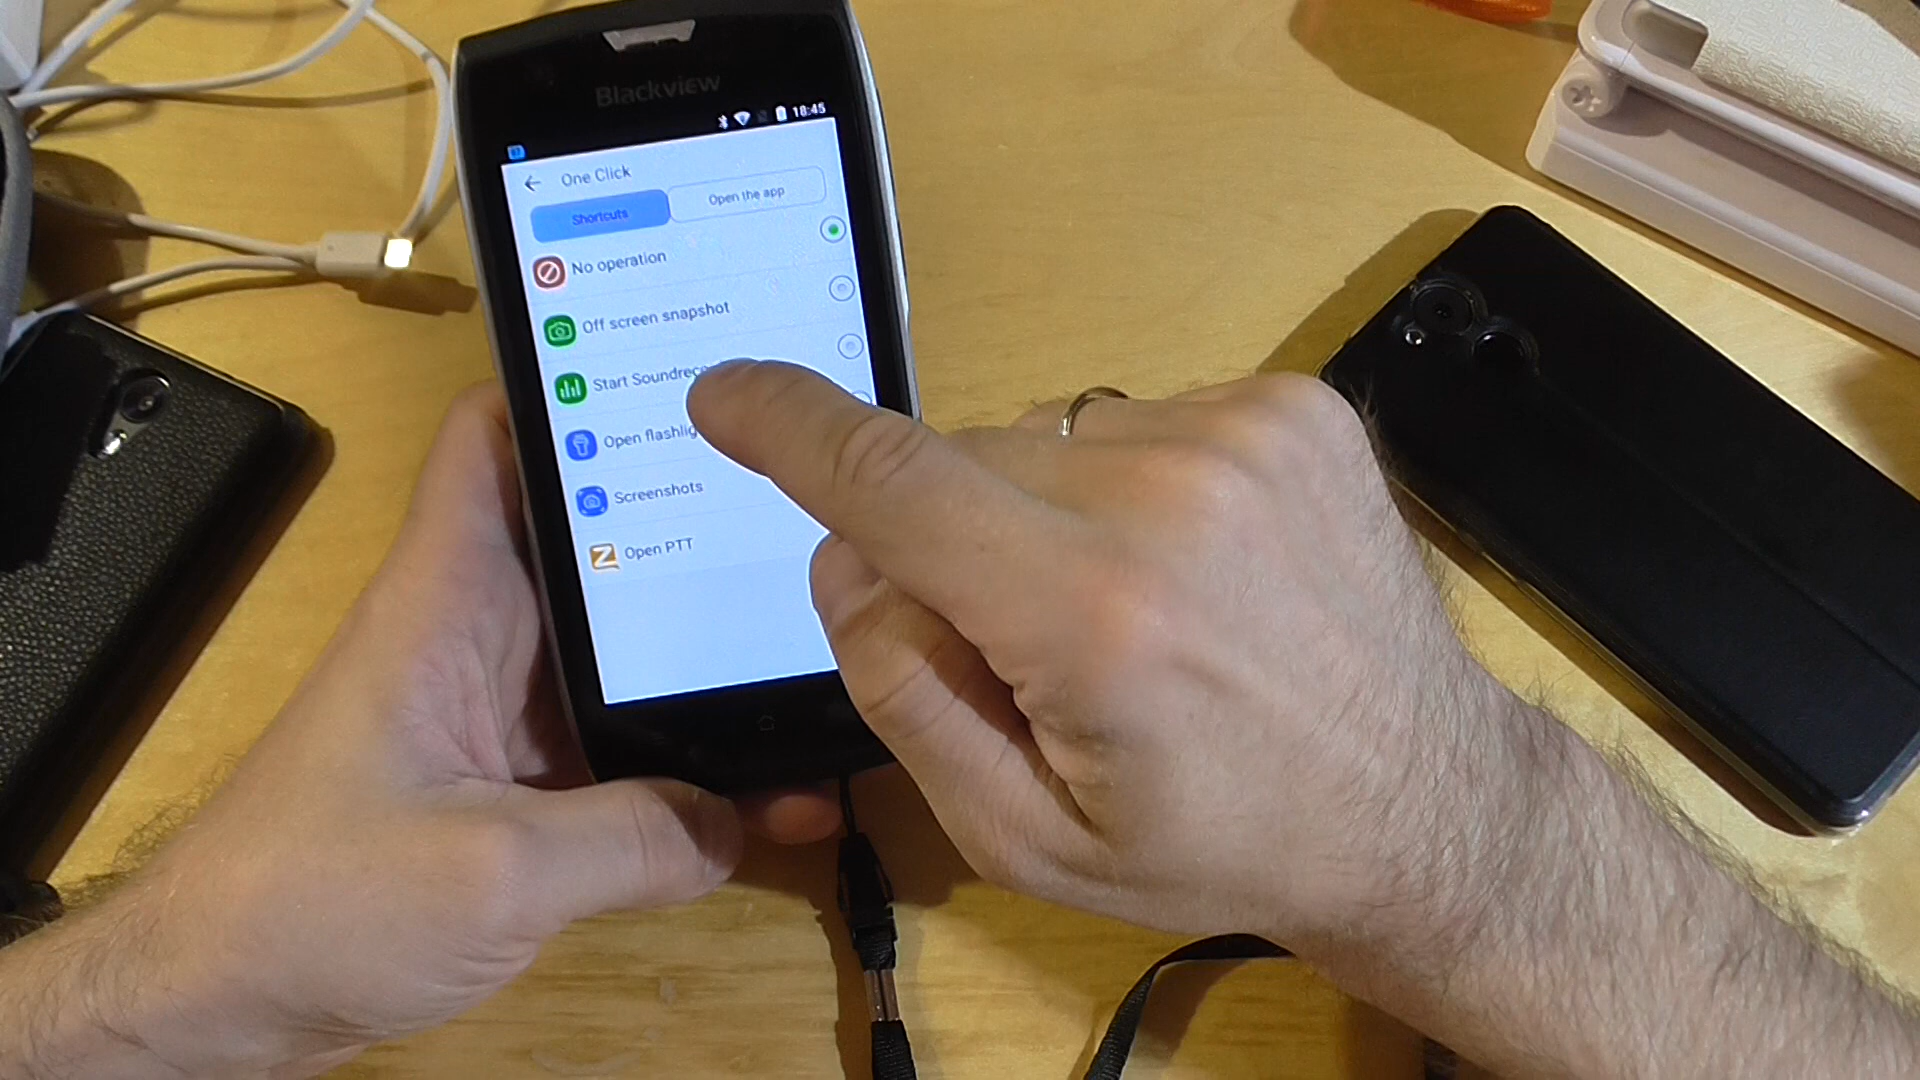 Blackview
18:45
One Click
Shortcuts
Open the app
No operation
Off screen snapshot
Start Soundrec
Open flashlig
Screenshots
Open PTT